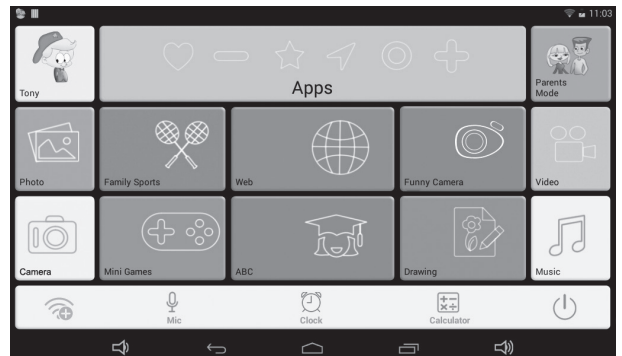 11:03
Tony
Apps
Parents
Mode
Photo
Family Sports
Web
Funny Camera
Video
Camera
Mini Games
ABC
Drawing
Music
Mic
Clock
Calculator